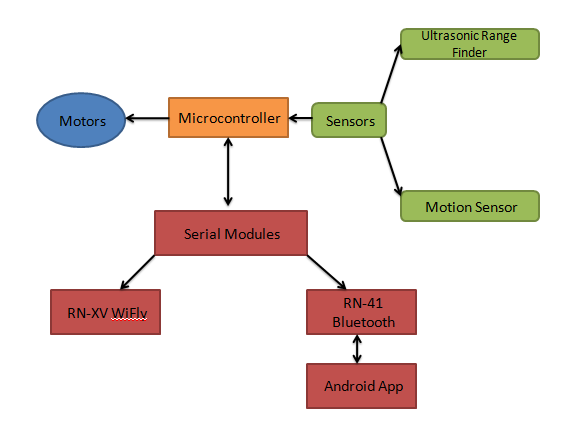 Ultrasonic Range
Finder
Motors
Microcontroller
Sensors
Motion Sensor
Serial Modules
RN-XV WiFly
RN-41
Bluetooth
Android App